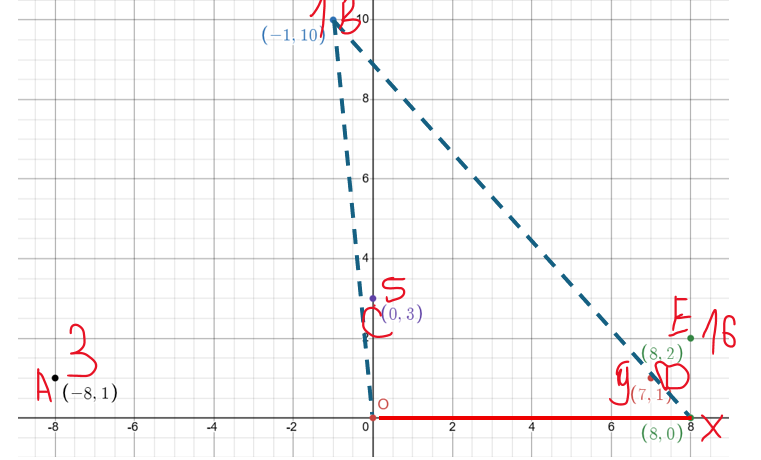 1 B 10
(−1, 10)
8
6
4
S
(0, 3)
C
2
3
A
(−8, 1)
E 16
(8, 2)
y D
(7, 1)
O
-8 -6 -4 -2 0 2 4 6 8 X
(8, 0)